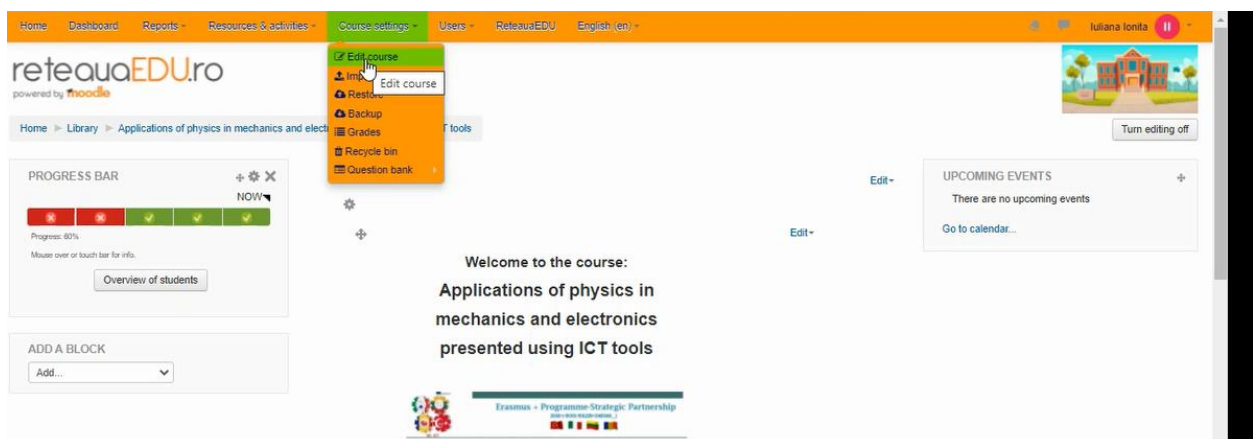 Home Dashboard Reports Resources & activities Course settings Users ReteauaEDU English (en) Iuliana Ionita II
Edit course
Edit course
Restore
Backup
Grades
Recycle bin
Question bank
reteauaEDU.ro
powered by moodle
Home Library Applications of physics in mechanics and tools
Turn editing off
PROGRESS BAR
NOW
Progress: 60%
Mouse over or touch bar for info.
Overview of students
ADD A BLOCK
Add...
Edit
Edit
Welcome to the course:
Applications of physics in
mechanics and electronics
presented using ICT tools
Erasmus + Programme-Strategic Partnership
UPCOMING EVENTS
There are no upcoming events
Go to calendar...